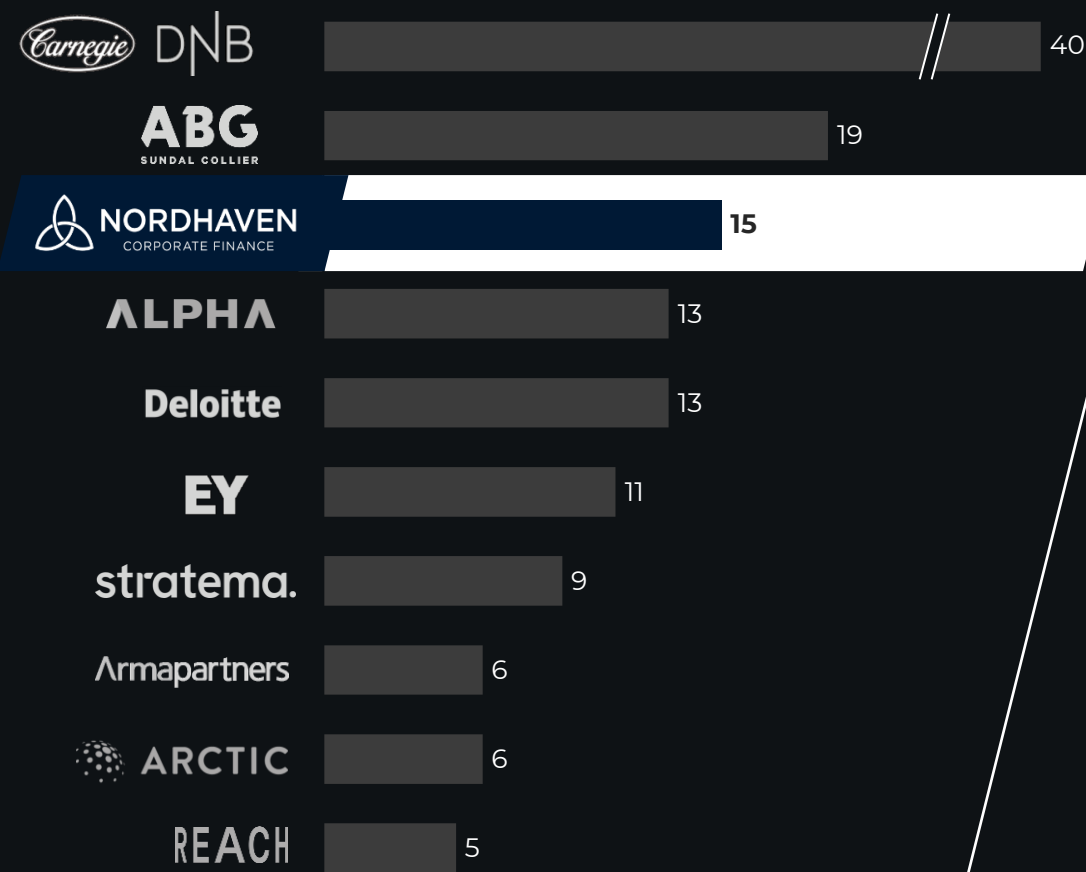 Carnegie DNB 40
ABG 19
SUNDAL COLLIER
NORDHAVEN 15
CORPORATE FINANCE
ALPHA 13
Deloitte 13
EY 11
stratema. 9
Armapartners 6
ARCTIC 6
REACH 5